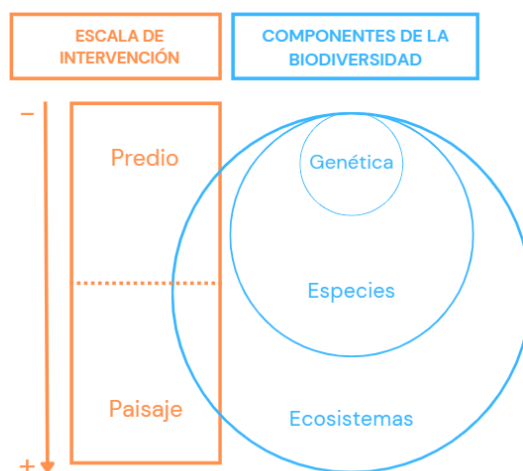 ESCALA DE
INTERVENCIÓN
COMPONENTES DE LA
BIODIVERSIDAD
–
Predio
Genética
Especies
Paisaje
Ecosistemas
+